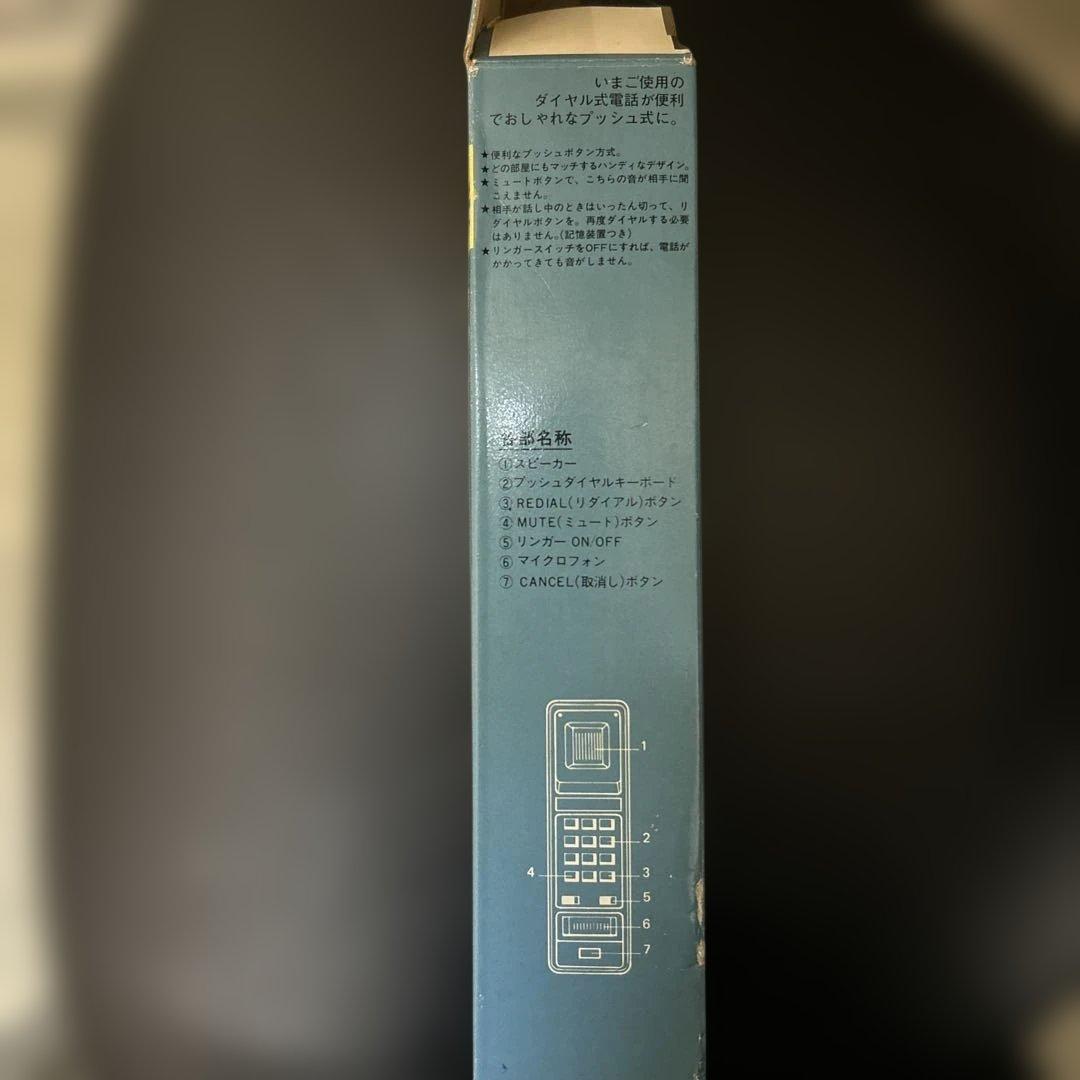 いまご使用の
ダイヤル式電話が便利
でおしゃれなプッシュ式に。
★便利なプッシュボタン方式。
★どの部屋にもマッチするハンディなデザイン。
★ミュートボタンで、こちらの音が相手に聞
こえません。
★相手が話し中のときはいったん切って、リ
ダイヤルボタンを。再度ダイヤルする必要
はありません。(記憶装置つき)
★リンガースイッチをOFFにすれば、電話が
かかってきても音がしません。
各部名称
①スピーカー
②プッシュダイヤルキーボード
③REDIAL(リダイアル)ボタン
④MUTE(ミュート)ボタン
⑤リンガー ON/OFF
⑥マイクロフォン
⑦CANCEL(取消し)ボタン
1
2
4 3
5
6
7